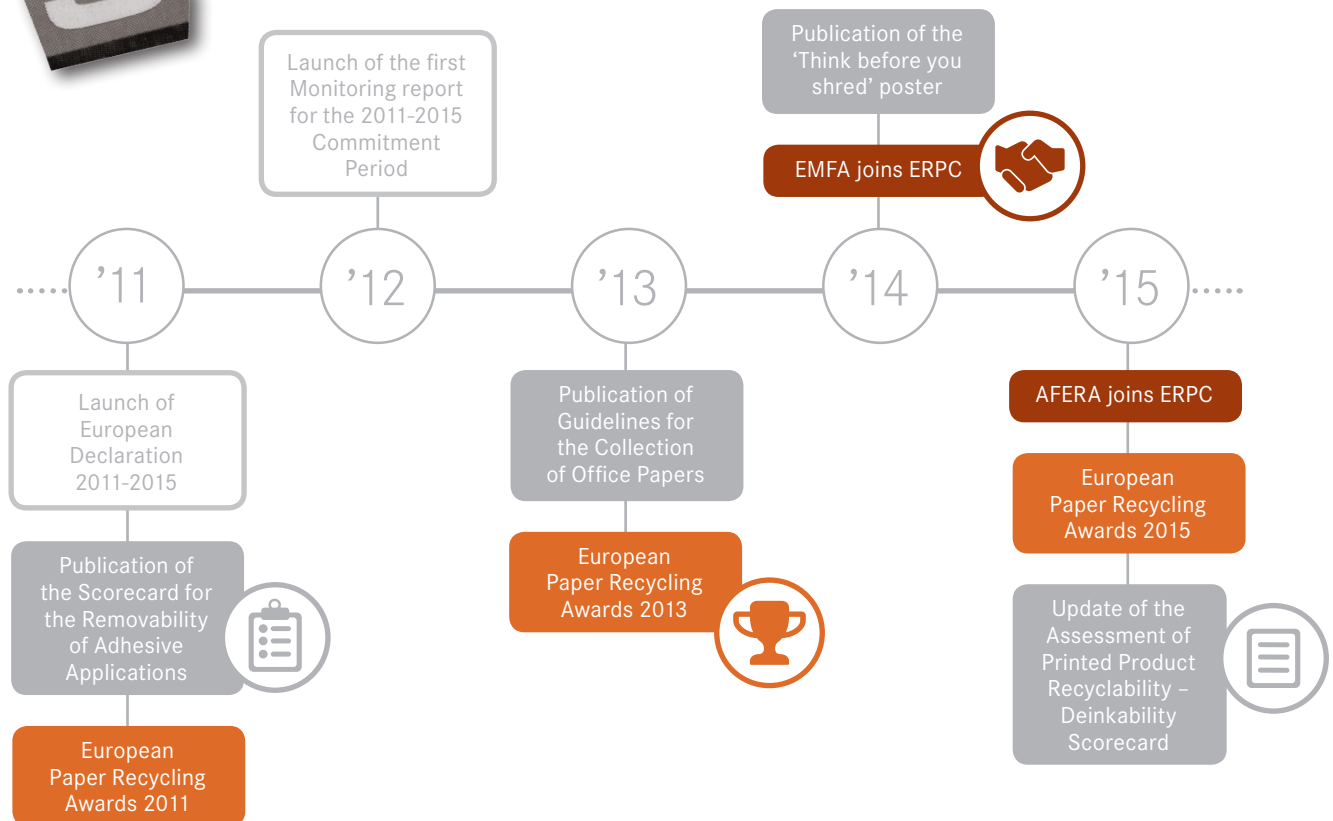 Launch of the first
Monitoring report
for the 2011-2015
Commitment
Period
Publication of the
‘Think before you
shred’ poster
EMFA joins ERPC
’11
’12
’13
’14
’15
Launch of
European
Declaration
2011-2015
Publication of
the Scorecard for
the Removability
of Adhesive
Applications
European
Paper Recycling
Awards 2011
Publication of
Guidelines for
the Collection
of Office Papers
European
Paper Recycling
Awards 2013
AFERA joins ERPC
European
Paper Recycling
Awards 2015
Update of the
Assessment of
Printed Product
Recyclability –
Deinkability
Scorecard